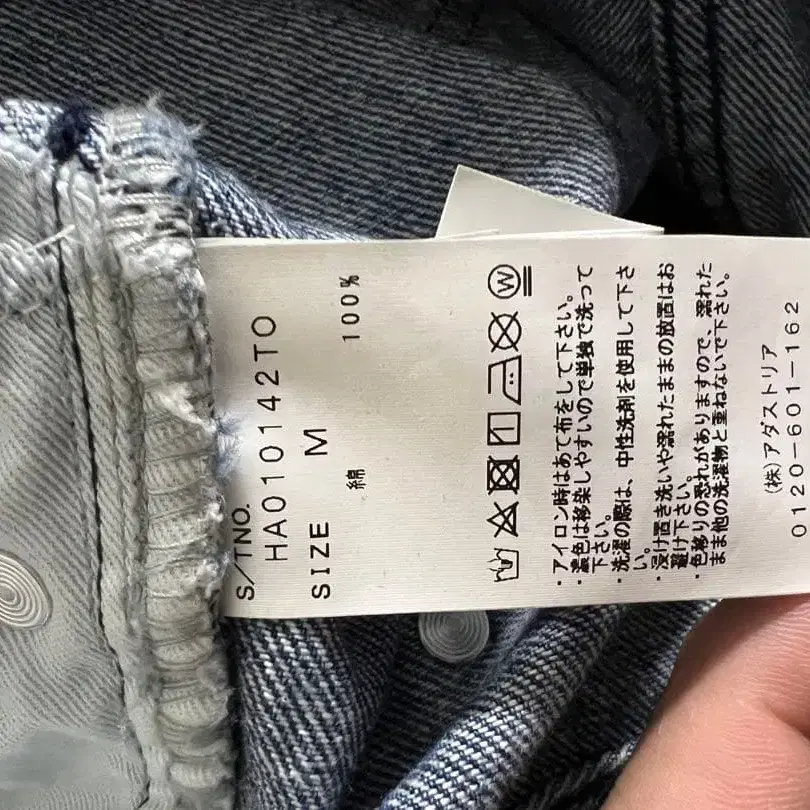 S/TNO.
HA010142TO
SIZE M
綿 100%
・アイロン時はあて布をして下さい。
・濃色は移染しやすいので単独で洗って
下さい。
・洗濯の際は、中性洗剤を使用して下さ
い。
・浸け置き洗いや濡れたままの放置はお
避け下さい。
・色移りの恐れがありますので、濡れた
まま他の洗濯物と重ねないで下さい。
(株)アダストリア
0120-601-162